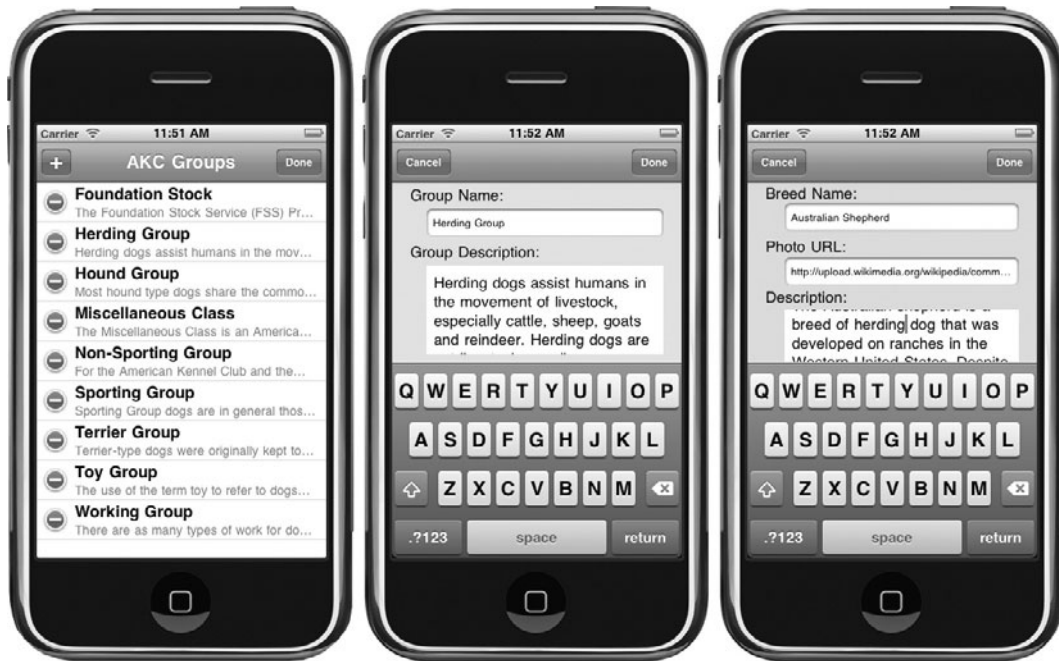 Carrier 11:51 AM
+ AKC Groups Done
Foundation Stock
The Foundation Stock Service (FSS) Pr...
Herding Group
Herding dogs assist humans in the mov...
Hound Group
Most hound type dogs share the commo...
Miscellaneous Class
The Miscellaneous Class is an America...
Non-Sporting Group
For the American Kennel Club and the...
Sporting Group
Sporting Group dogs are in general thos...
Terrier Group
Terrier-type dogs were originally kept to...
Toy Group
The use of the term toy to refer to dogs...
Working Group
There are as many types of work for do...
Carrier 11:52 AM
Cancel Done
Group Name:
Herding Group
Group Description:
Herding dogs assist humans in
the movement of livestock,
especially cattle, sheep, goats
and reindeer. Herding dogs are
Q W E R T Y U I O P
A S D F G H J K L
Z X C V B N M
.?123 space return
Carrier 11:52 AM
Cancel Done
Breed Name:
Australian Shepherd
Photo URL:
http://upload.wikimedia.org/wikipedia/comm...
Description:
The Australian shepherd is a
breed of herding dog that was
developed on ranches in the
Western United States. Despite
Q W E R T Y U I O P
A S D F G H J K L
Z X C V B N M
.?123 space return